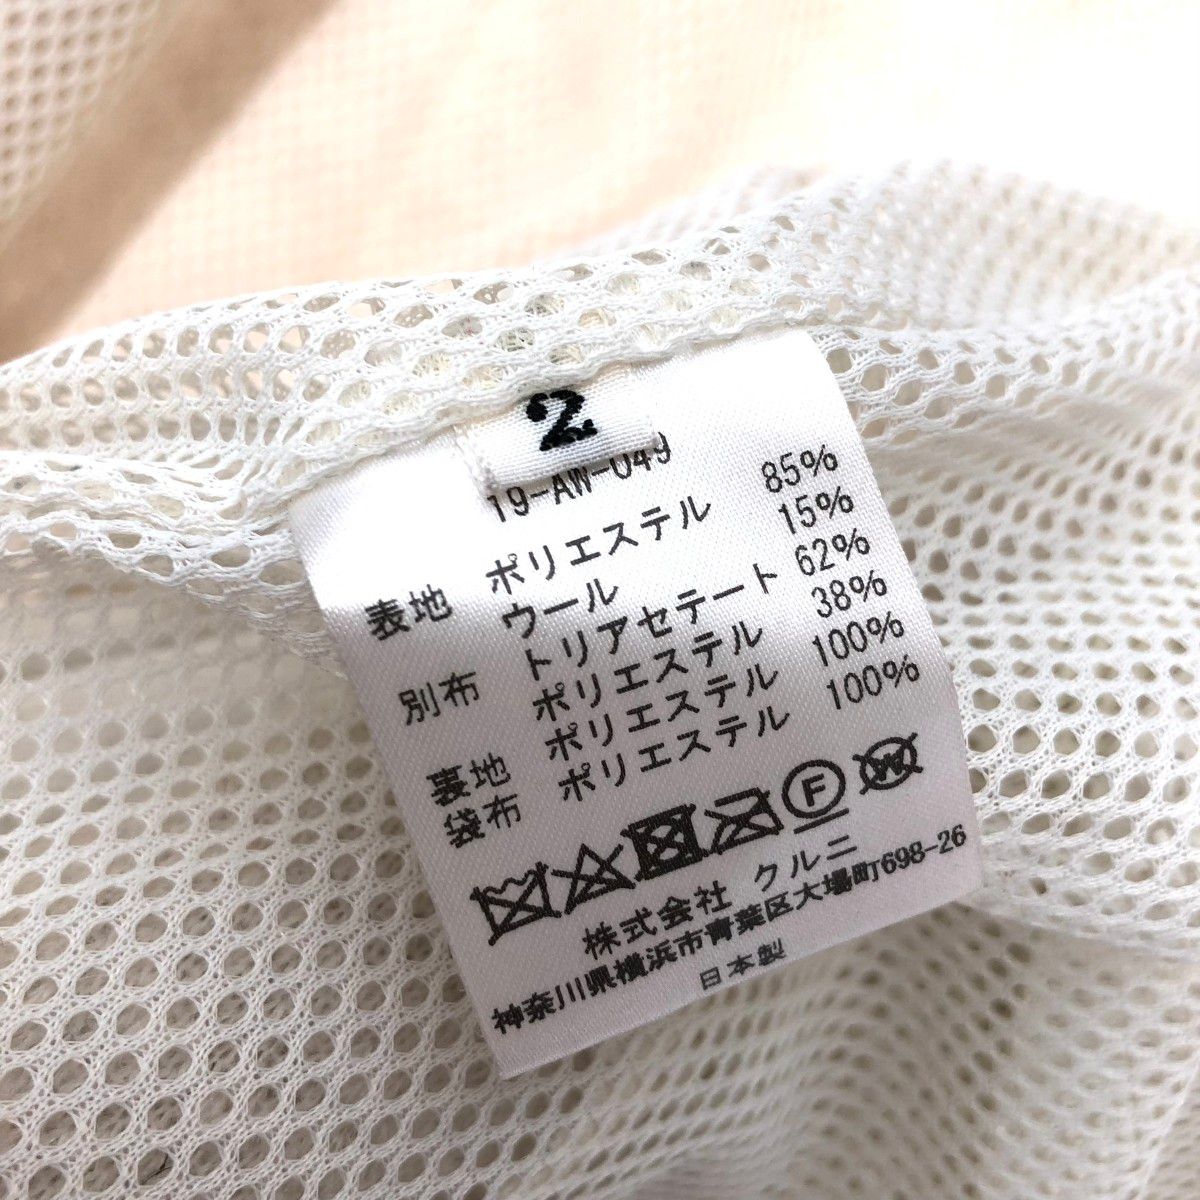 2
19-AW-049
表地 ポリエステル 85%
ウール 15%
別布 トリアセテート 62%
ポリエステル 38%
裏地 ポリエステル 100%
袋布 ポリエステル 100%
F W
株式会社 クルニ
神奈川県横浜市青葉区大場町698-26
日本製